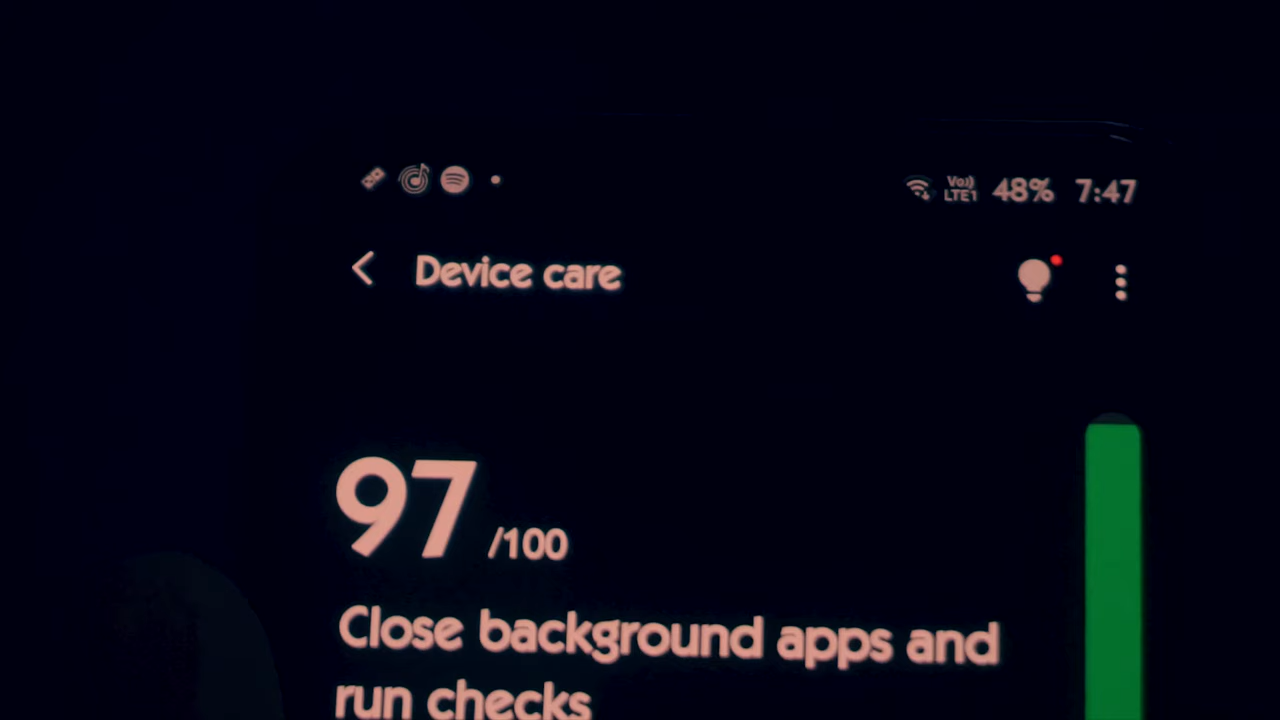 Vo)) 48% 7:47
LTE1
Device care
97 /100
Close background apps and
run checks